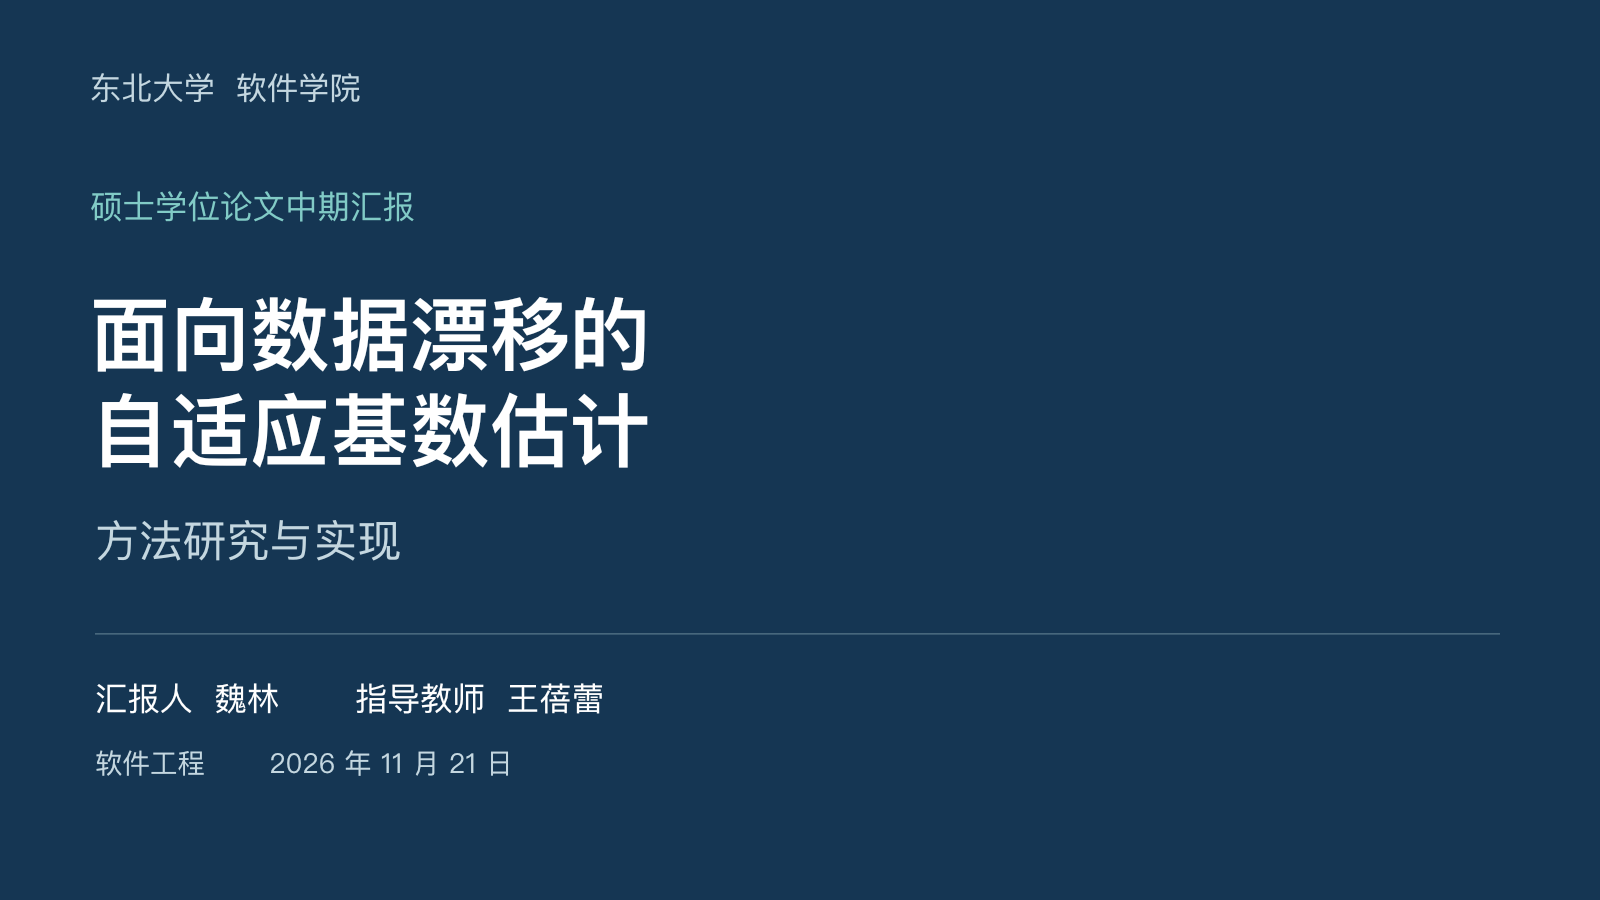 东北大学 软件学院
硕士学位论文中期汇报
面向数据漂移的
自适应基数估计
方法研究与实现
汇报人 魏林 指导教师 王蓓蕾
软件工程 2026 年 11 月 21 日